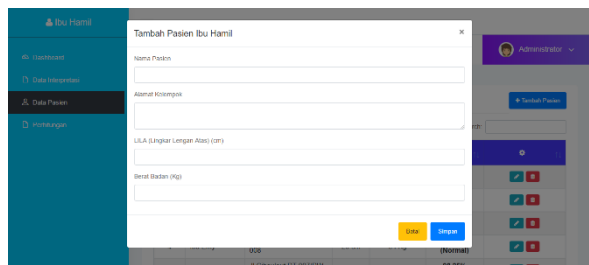 Ibu Hamil
Tambah Pasien Ibu Hamil
×
Administrator
Dashboard
Data Interpretasi
Data Pasien
Perhitungan
Nama Pasien
Alamat Kelompok
LILA (Lingkar Lengan Atas) (cm)
Berat Badan (Kg)
+ Tambah Pasien
Batal
Simpan
008
(Normal)